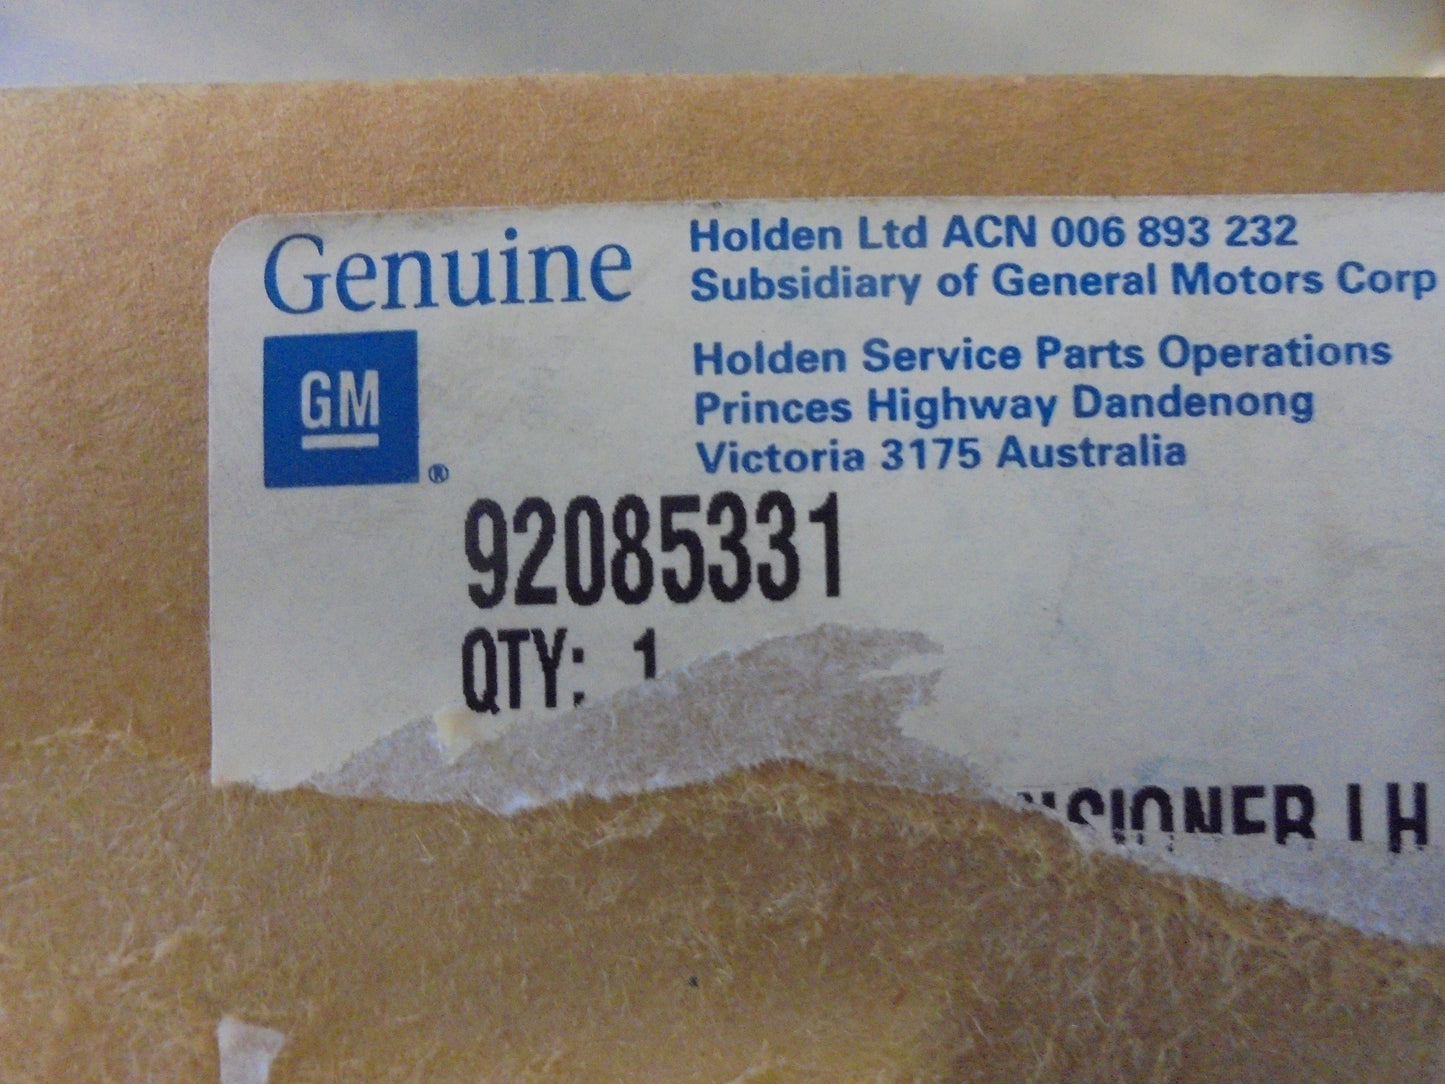 Genuine
GM
®
Holden Ltd ACN 006 893 232
Subsidiary of General Motors Corp
Holden Service Parts Operations
Princes Highway Dandenong
Victoria 3175 Australia
92085331
QTY: 1
LH